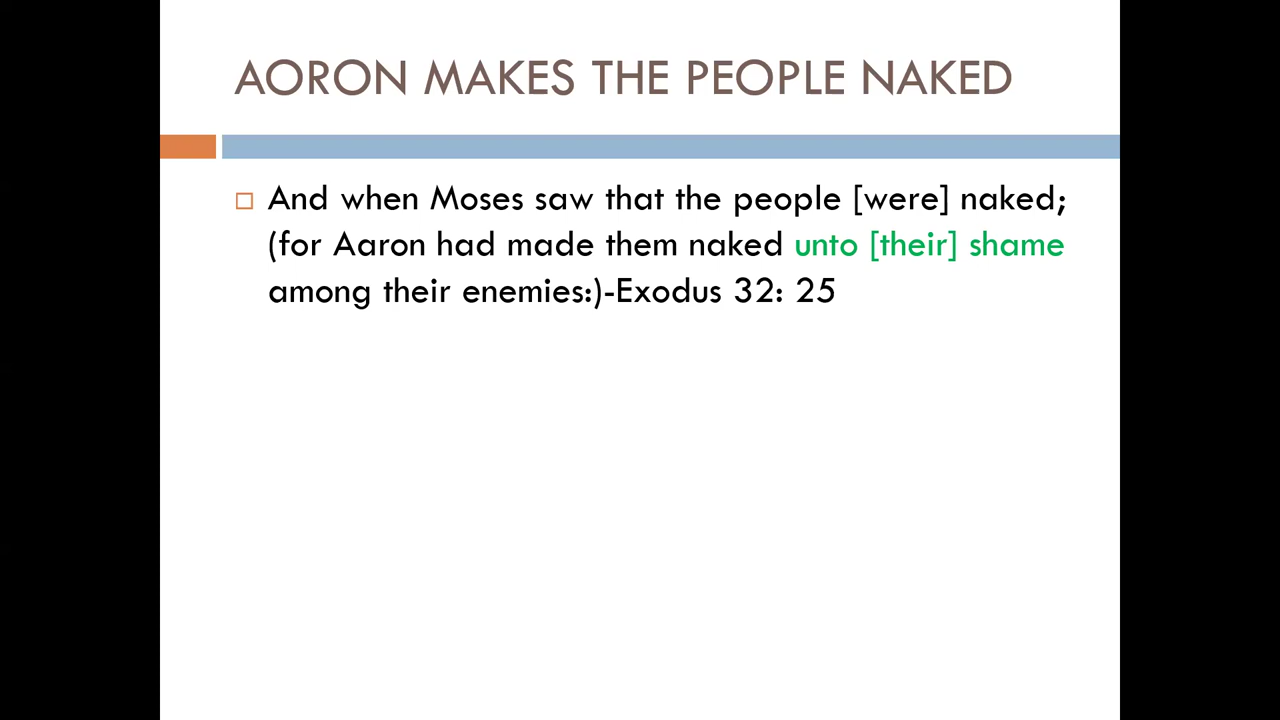 AORON MAKES THE PEOPLE NAKED
And when Moses saw that the people [were] naked;
(for Aaron had made them naked unto [their] shame
among their enemies:)-Exodus 32: 25